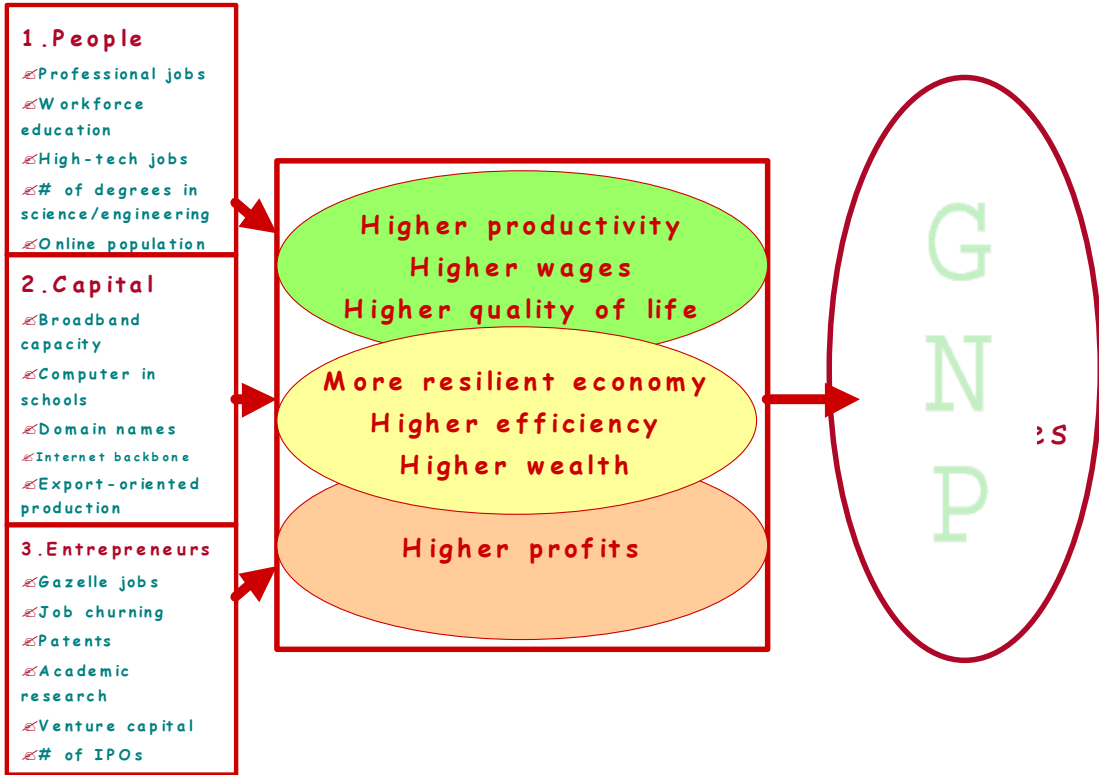 1.People
Professional jobs
Workforce
education
High-tech jobs
# of degrees in
science/engineering
Online population
2.Capital
Broadband
capacity
Computer in
schools
Domain names
Internet backbone
Export-oriented
production
3.Entrepreneurs
Gazelle jobs
Job churning
Patents
Academic
research
Venture capital
# of IPOs
Higher productivity
Higher wages
Higher quality of life
More resilient economy
Higher efficiency
Higher wealth
Higher profits
G
N
P